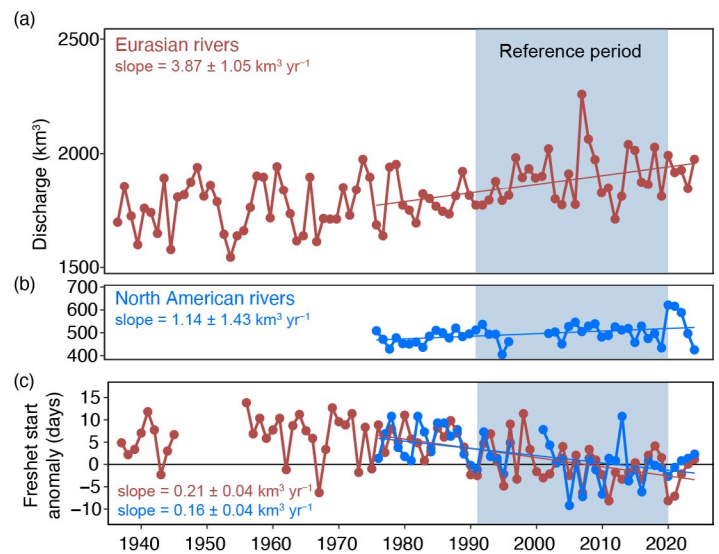 (a)
2500
2000
1500
Discharge (km³)
Eurasian rivers
slope = 3.87 ± 1.05 km³ yr⁻¹
Reference period
(b)
700
600
500
400
North American rivers
slope = 1.14 ± 1.43 km³ yr⁻¹
(c)
15
10
5
0
−5
−10
Freshet start
anomaly (days)
slope = 0.21 ± 0.04 km³ yr⁻¹
slope = 0.16 ± 0.04 km³ yr⁻¹
1940 1950 1960 1970 1980 1990 2000 2010 2020